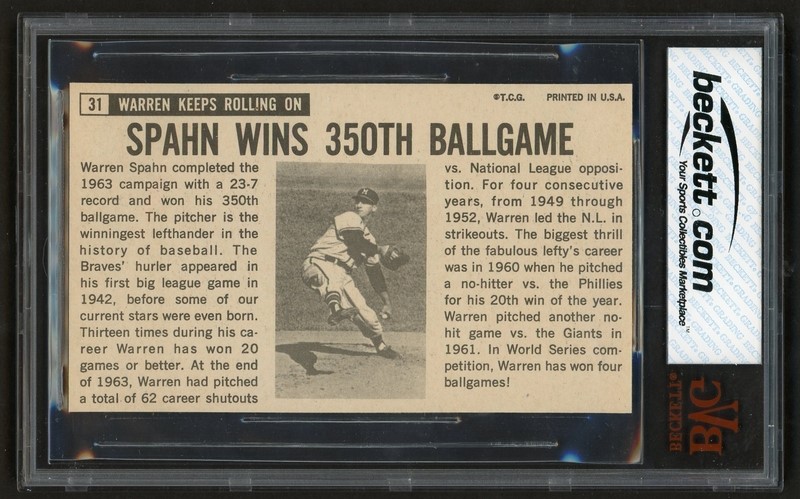 31 WARREN KEEPS ROLLING ON
©T.C.G. PRINTED IN U.S.A.
SPAHN WINS 350TH BALLGAME
Warren Spahn completed the
1963 campaign with a 23-7
record and won his 350th
ballgame. The pitcher is the
winningest lefthander in the
history of baseball. The
Braves' hurler appeared in
his first big league game in
1942, before some of our
current stars were even born.
Thirteen times during his ca-
reer Warren has won 20
games or better. At the end
of 1963, Warren had pitched
a total of 62 career shutouts
vs. National League opposi-
tion. For four consecutive
years, from 1949 through
1952, Warren led the N.L. in
strikeouts. The biggest thrill
of the fabulous lefty's career
was in 1960 when he pitched
a no-hitter vs. the Phillies
for his 20th win of the year.
Warren pitched another no-
hit game vs. the Giants in
1961. In World Series com-
petition, Warren has won four
ballgames!
beckett.com
Your Sports Collectibles Marketplace™
BECKETT®